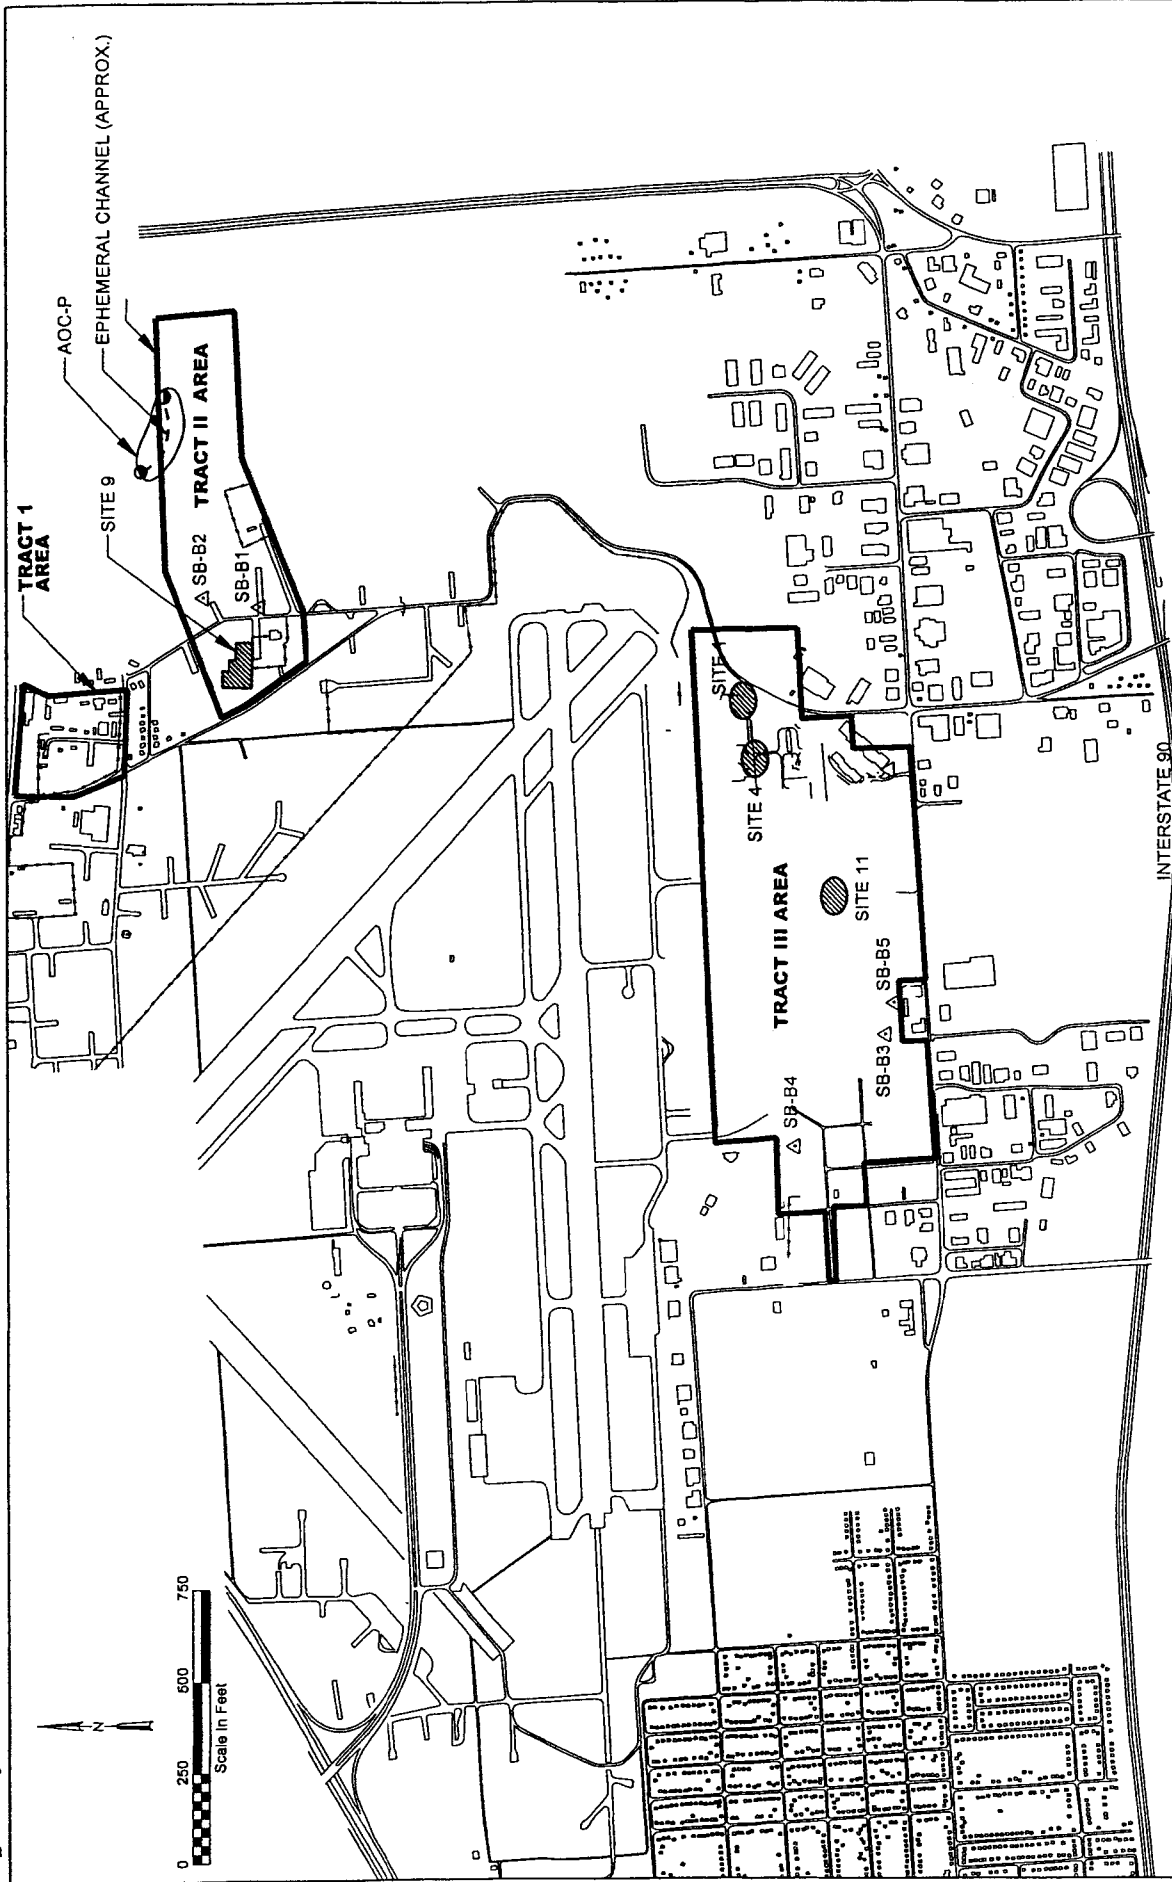 AOC-P
EPHEMERAL CHANNEL (APPROX.)
TRACT 1
AREA
SITE 9
TRACT II AREA
SB-B2
SB-B1
SITE 1
SITE 4
TRACT III AREA
SITE 11
SB-B5
SB-B3
SB-B4
INTERSTATE 90
N
0 250 500 750
Scale In Feet